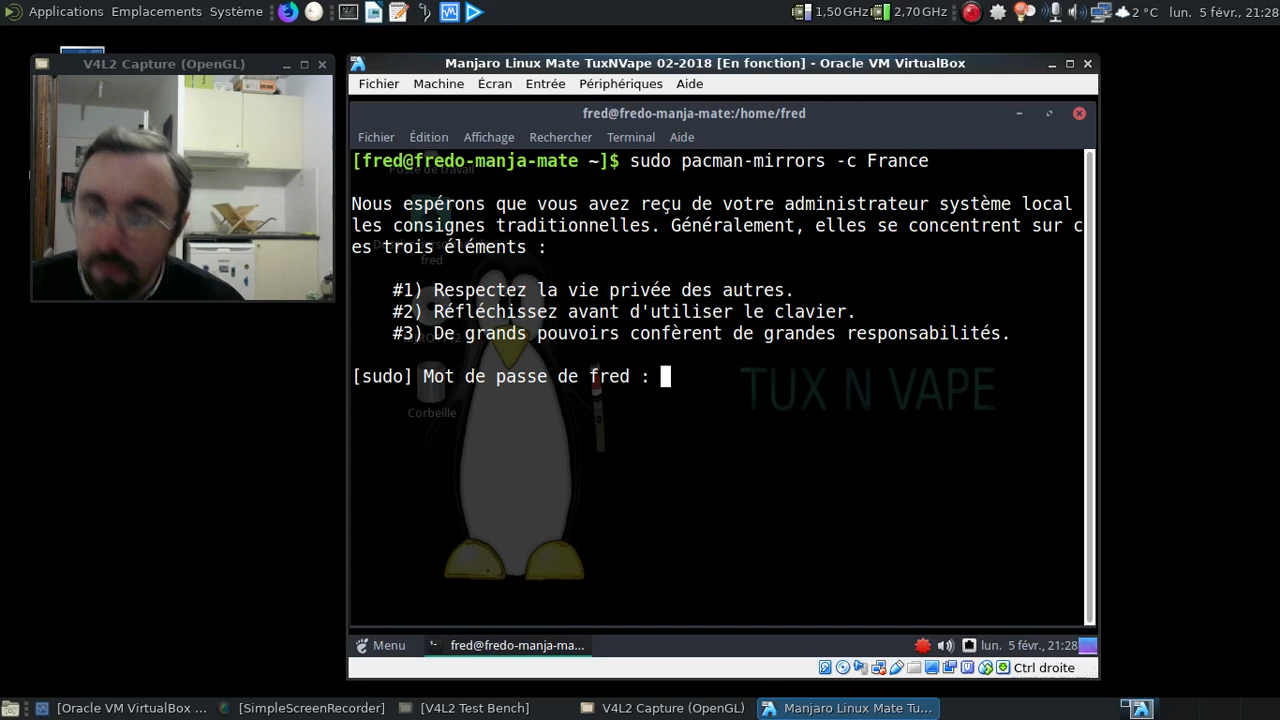 Applications Emplacements Système 1,50 GHz 2,70 GHz 2 °C lun. 5 févr., 21:28
V4L2 Capture (OpenGL)
Manjaro Linux Mate TuxNVape 02-2018 [En fonction] - Oracle VM VirtualBox
Fichier Machine Écran Entrée Périphériques Aide
fred@fredo-manja-mate:/home/fred
Fichier Édition Affichage Rechercher Terminal Aide
[fred@fredo-manja-mate ~]$ sudo pacman-mirrors -c France
Poste de travail
Nous espérons que vous avez reçu de votre administrateur système local
les consignes traditionnelles. Généralement, elles se concentrent sur c
es trois éléments :
fred
#1) Respectez la vie privée des autres.
#2) Réfléchissez avant d'utiliser le clavier.
#3) De grands pouvoirs confèrent de grandes responsabilités.
[sudo] Mot de passe de fred :
TUX N VAPE
Corbeille
Menu fred@fredo-manja-ma... lun. 5 févr., 21:28
Ctrl droite
[Oracle VM VirtualBox ... [SimpleScreenRecorder] [V4L2 Test Bench] V4L2 Capture (OpenGL) Manjaro Linux Mate Tu...